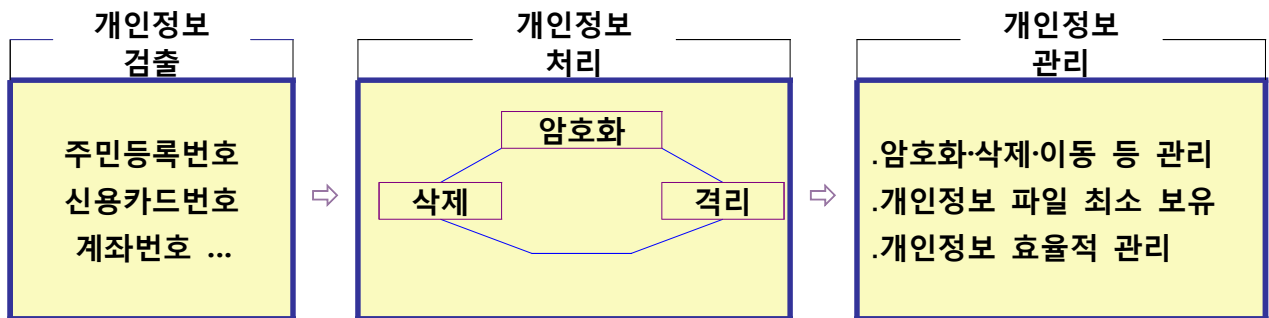 개인정보
검출
주민등록번호
신용카드번호
계좌번호 ...
⇨
개인정보
처리
암호화
삭제
격리
⇨
개인정보
관리
.암호화·삭제·이동 등 관리
.개인정보 파일 최소 보유
.개인정보 효율적 관리